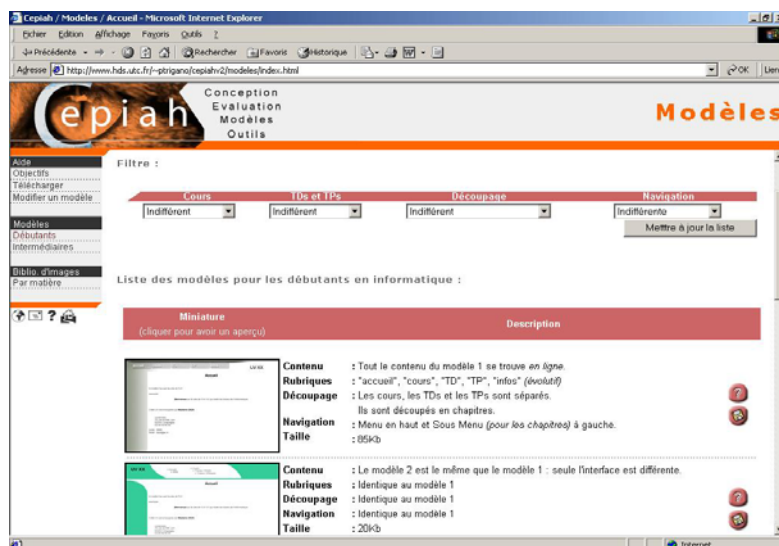 Cepiah / Modeles / Accueil - Microsoft Internet Explorer
Fichier Edition Affichage Favoris Outils ?
Précédente Rechercher Favoris Historique
Adresse http://www.hds.utc.fr/~ptrigano/cepiahv2/modeles/index.html OK Lien
Cepiah
Conception
Evaluation
Modèles
Outils
Modèles
Aide
Objectifs
Télécharger
Modifier un modèle
Modèles
Débutants
Intermédiaires
Biblio. d'images
Par matière
Filtre :
Cours TDs et TPs Découpage Navigation
Indifférent Indifférent Indifférent Indifférente
Mettre à jour la liste
Liste des modèles pour les débutants en informatique :
Miniature Description
(cliquer pour avoir un aperçu)
Contenu : Tout le contenu du modèle 1 se trouve en ligne.
Rubriques : "accueil", "cours", "TD", "TP", "infos" (évolutif)
Découpage : Les cours, les TDs et les TPs sont séparés.
Ils sont découpés en chapitres.
Navigation : Menu en haut et Sous Menu (pour les chapitres) à gauche.
Taille : 85Kb
Contenu : Le modèle 2 est le même que le modèle 1 : seule l'interface est différente.
Rubriques : Identique au modèle 1
Découpage : Identique au modèle 1
Navigation : Identique au modèle 1
Taille : 20Kb
Internet